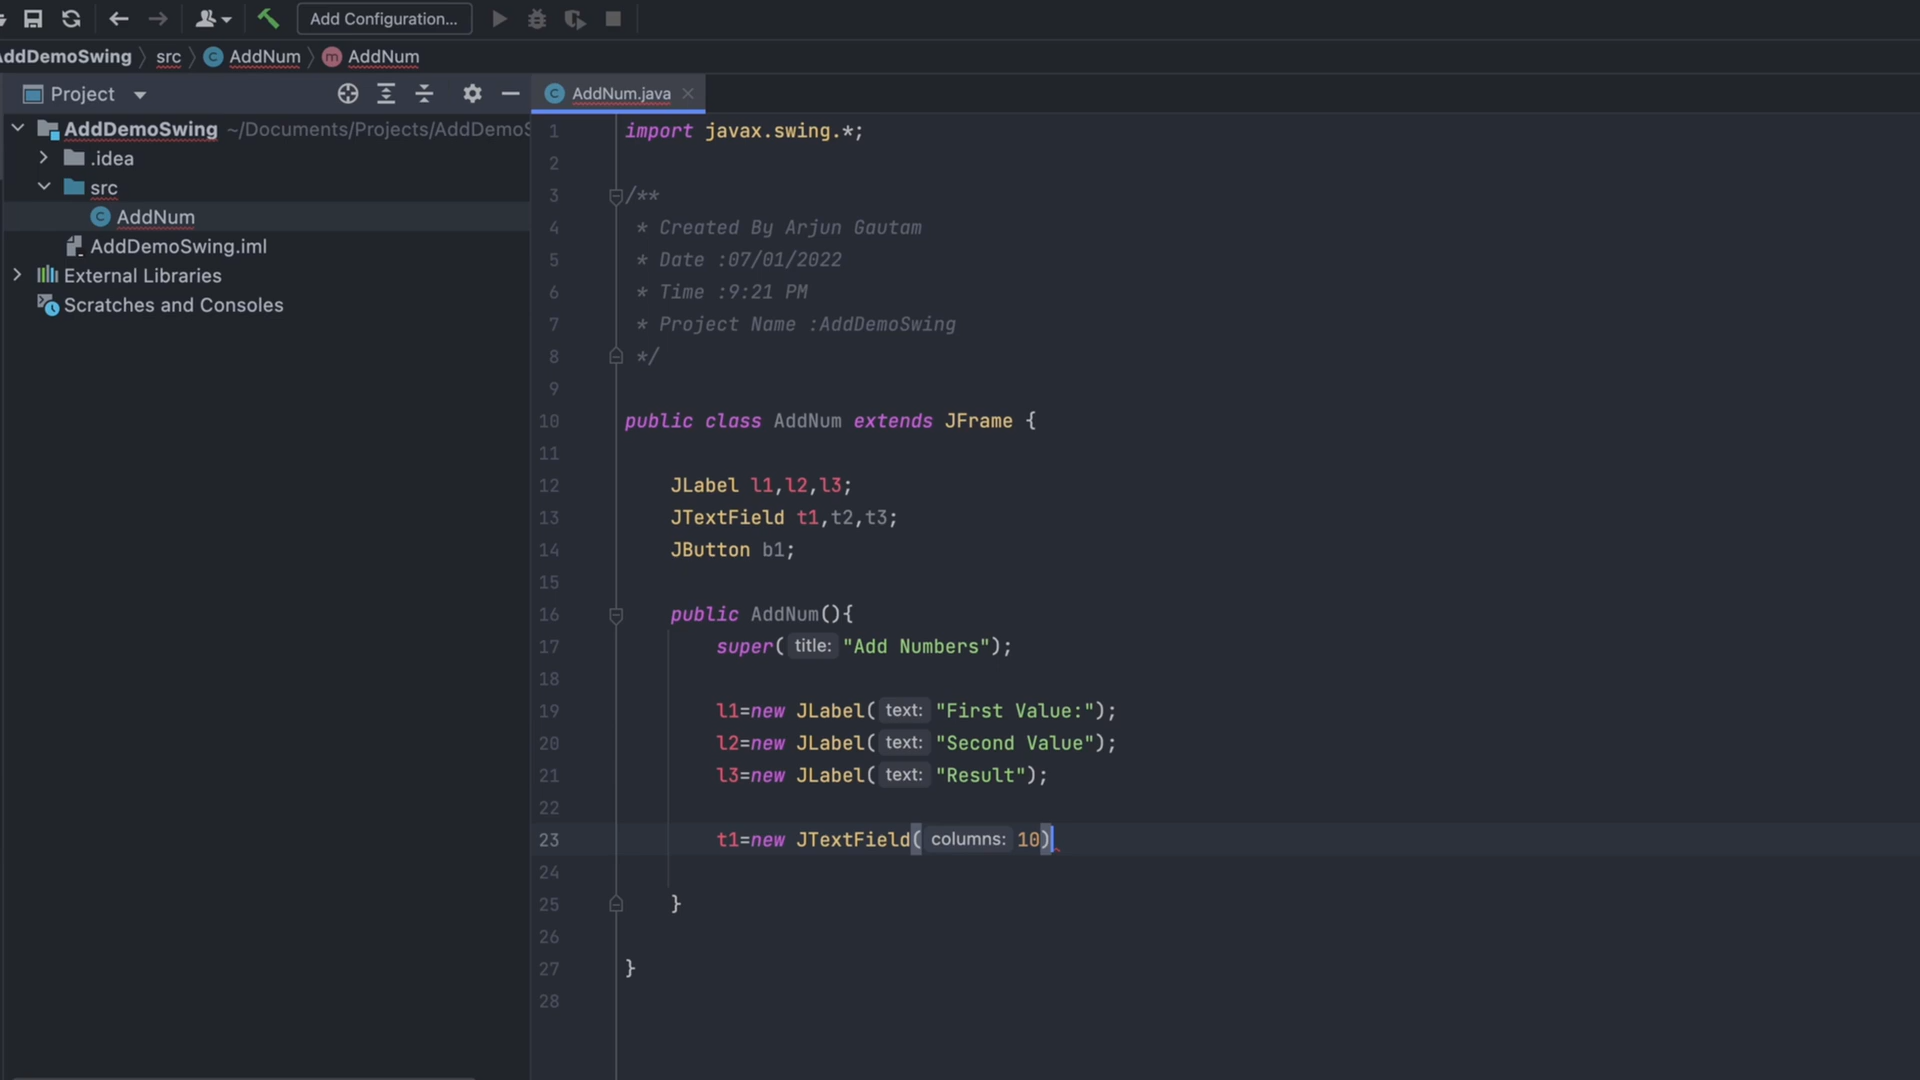 Add Configuration...
AddDemoSwing src AddNum AddNum
Project
AddDemoSwing ~/Documents/Projects/AddDemoS
.idea
src
AddNum
AddDemoSwing.iml
External Libraries
Scratches and Consoles
AddNum.java
1 import javax.swing.*;
2
3 /**
4 * Created By Arjun Gautam
5 * Date :07/01/2022
6 * Time :9:21 PM
7 * Project Name :AddDemoSwing
8 */
9
10 public class AddNum extends JFrame {
11
12 JLabel l1,l2,l3;
13 JTextField t1,t2,t3;
14 JButton b1;
15
16 public AddNum(){
17 super( title: "Add Numbers");
18
19 l1=new JLabel( text: "First Value:");
20 l2=new JLabel( text: "Second Value");
21 l3=new JLabel( text: "Result");
22
23 t1=new JTextField( columns: 10)
24
25 }
26
27 }
28